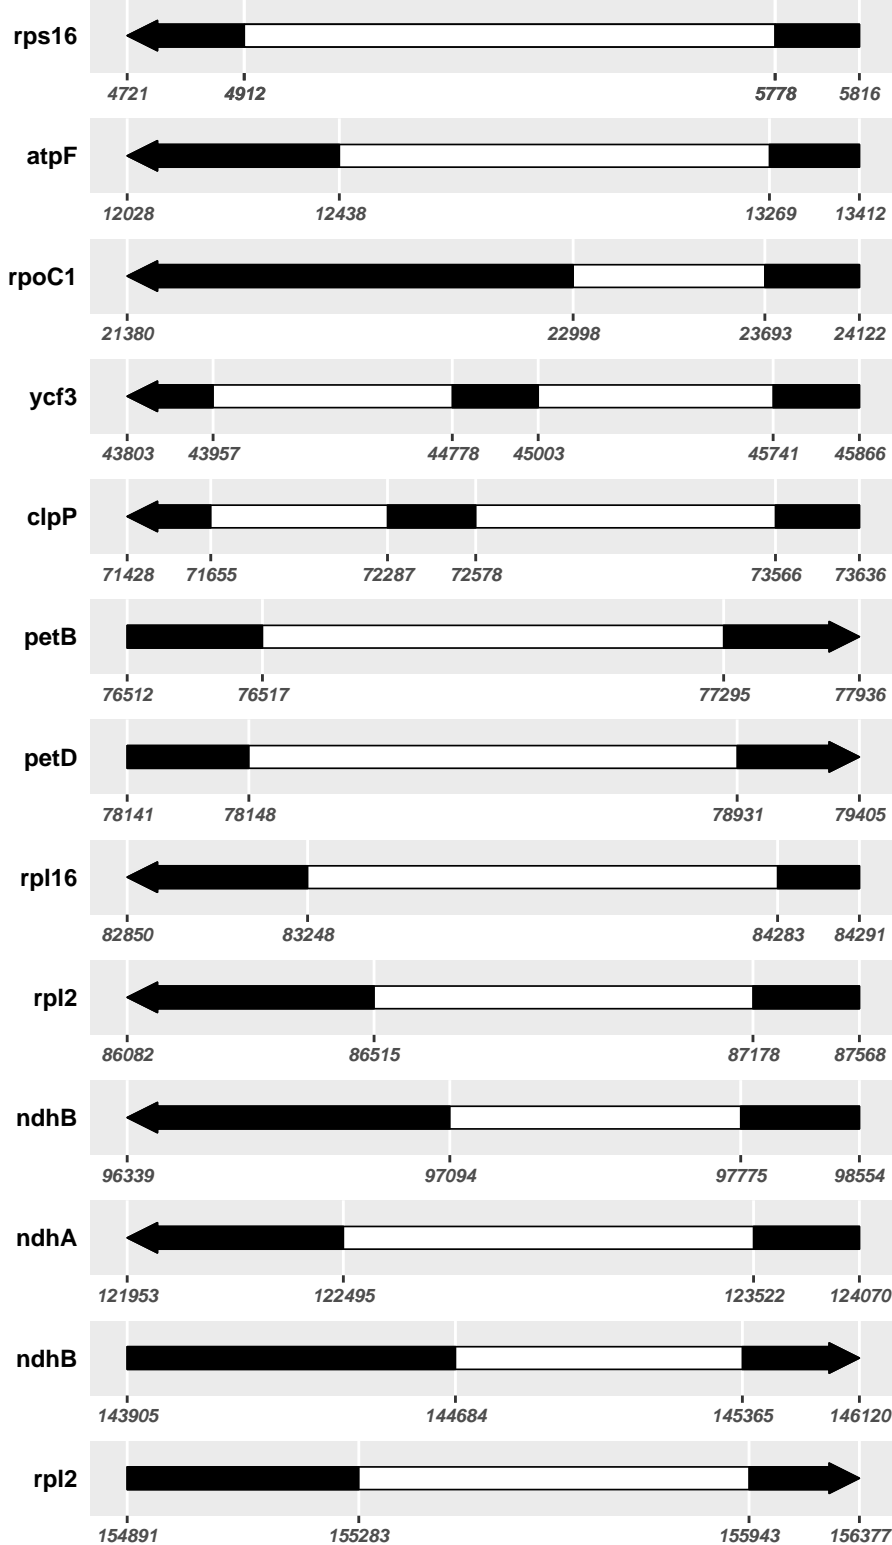 rps16
4721 4912 5778 5816
atpF
12028 12438 13269 13412
rpoC1
21380 22998 23693 24122
ycf3
43803 43957 44778 45003 45741 45866
clpP
71428 71655 72287 72578 73566 73636
petB
76512 76517 77295 77936
petD
78141 78148 78931 79405
rpl16
82850 83248 84283 84291
rpl2
86082 86515 87178 87568
ndhB
96339 97094 97775 98554
ndhA
121953 122495 123522 124070
ndhB
143905 144684 145365 146120
rpl2
154891 155283 155943 156377